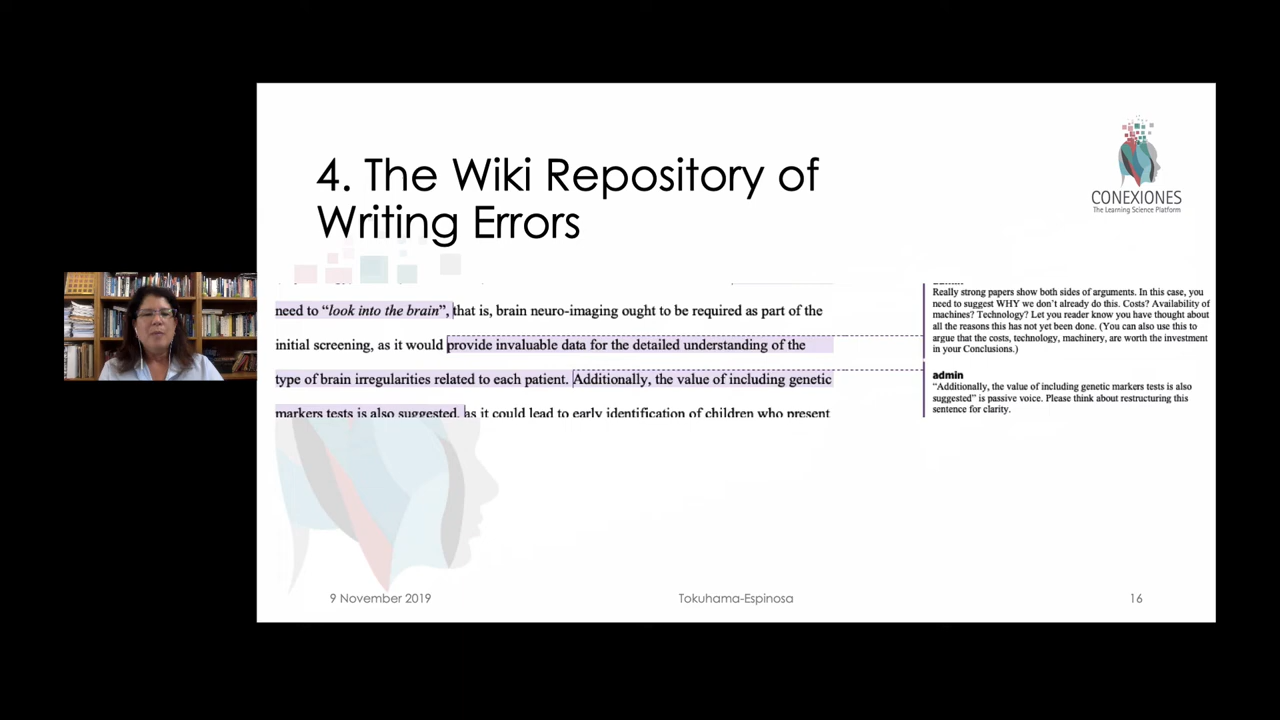 4. The Wiki Repository of
Writing Errors
CONEXIONES
The Learning Science Platform
need to “look into the brain”, that is, brain neuro-imaging ought to be required as part of the
initial screening, as it would provide invaluable data for the detailed understanding of the
type of brain irregularities related to each patient. Additionally, the value of including genetic
markers tests is also suggested, as it could lead to early identification of children who present
Really strong papers show both sides of arguments. In this case, you
need to suggest WHY we don't already do this. Costs? Availability of
machines? Technology? Let you reader know you have thought about
all the reasons this has not yet been done. (You can also use this to
argue that the costs, technology, machinery, are worth the investment
in your Conclusions.)
admin
“Additionally, the value of including genetic markers tests is also
suggested” is passive voice. Please think about restructuring this
sentence for clarity.
9 November 2019
Tokuhama-Espinosa
16